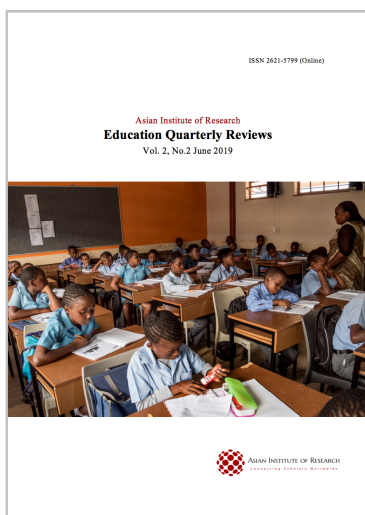 ISSN 2621-5799 (Online)
Asian Institute of Research
Education Quarterly Reviews
Vol. 2, No.2 June 2019
ASIAN INSTITUTE OF RESEARCH
Connecting Scholars Worldwide